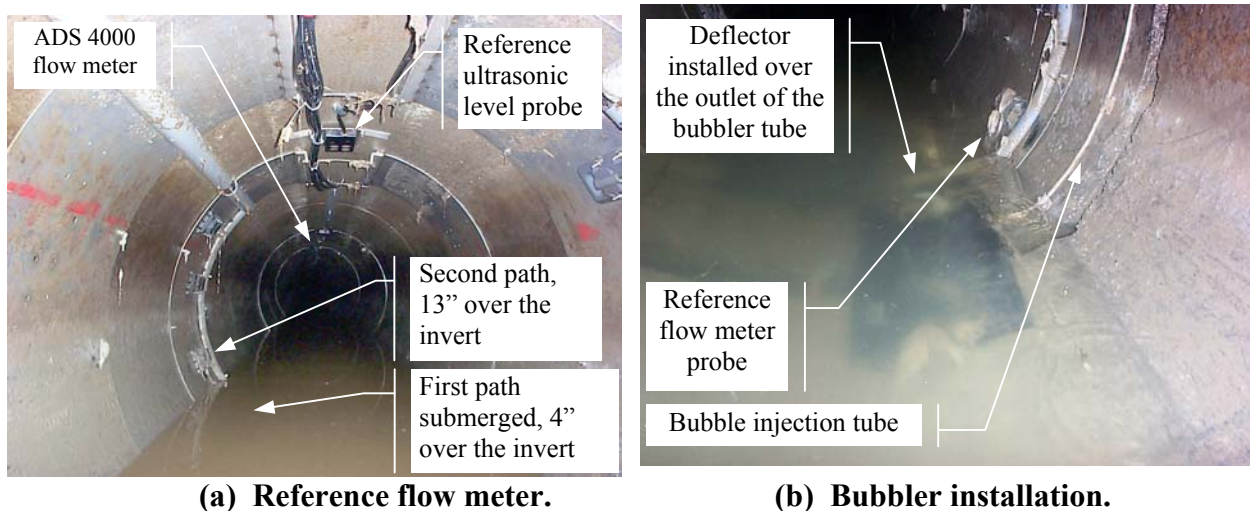 ADS 4000
flow meter
Reference
ultrasonic
level probe
Second path,
13” over the
invert
First path
submerged, 4”
over the invert
(a) Reference flow meter.
Deflector
installed over
the outlet of the
bubbler tube
Reference
flow meter
probe
Bubble injection tube
(b) Bubbler installation.